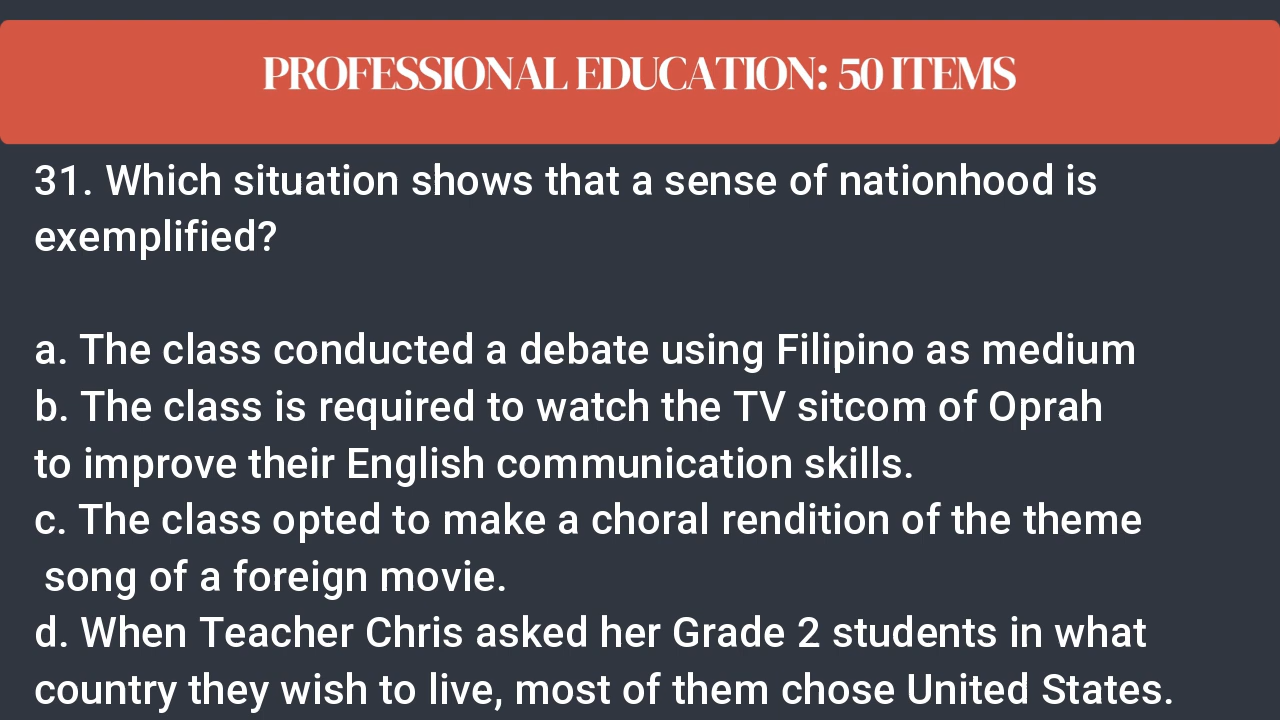 PROFESSIONAL EDUCATION: 50 ITEMS
31. Which situation shows that a sense of nationhood is
exemplified?
a. The class conducted a debate using Filipino as medium
b. The class is required to watch the TV sitcom of Oprah
to improve their English communication skills.
c. The class opted to make a choral rendition of the theme
song of a foreign movie.
d. When Teacher Chris asked her Grade 2 students in what
country they wish to live, most of them chose United States.